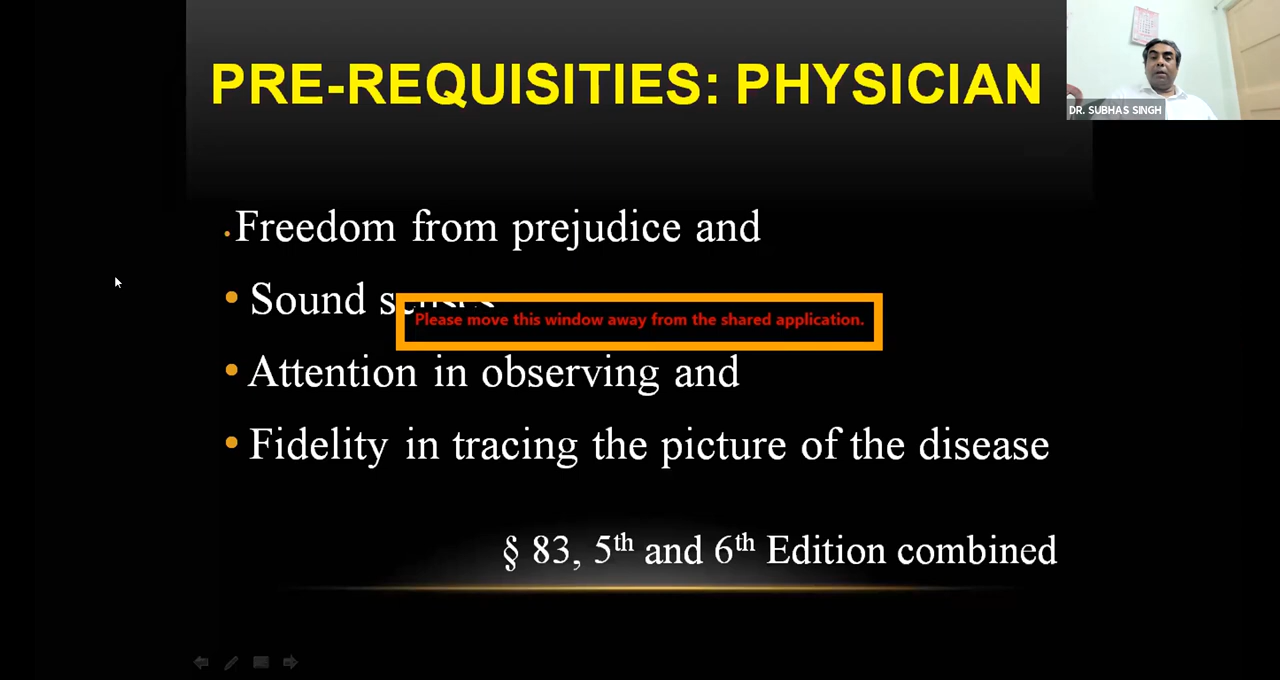 PRE-REQUISITIES: PHYSICIAN
DR. SUBHAS SINGH
Freedom from prejudice and
• Sound senses
Please move this window away from the shared application.
• Attention in observing and
• Fidelity in tracing the picture of the disease
§ 83, 5th and 6th Edition combined